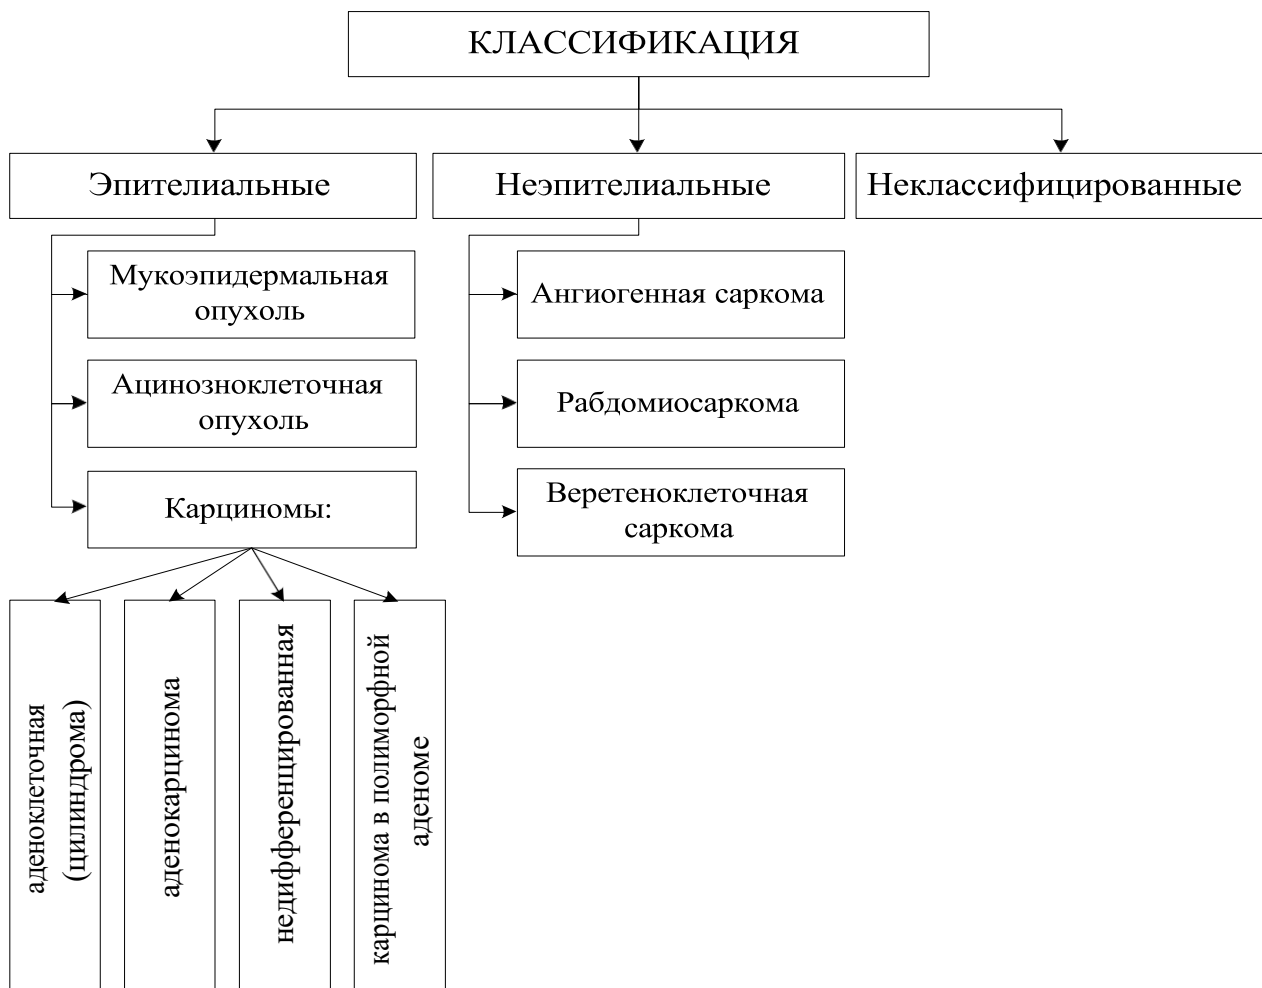 КЛАССИФИКАЦИЯ
Эпителиальные
Неэпителиальные
Неклассифицированные
Мукоэпидермальная
опухоль
Ацинозноклеточная
опухоль
Карциномы:
Ангиогенная саркома
Рабдомиосаркома
Веретеноклеточная
саркома
аденоклеточная
(цилиндрома)
аденокарцинома
недифференцированная
карцинома в полиморфной
аденоме